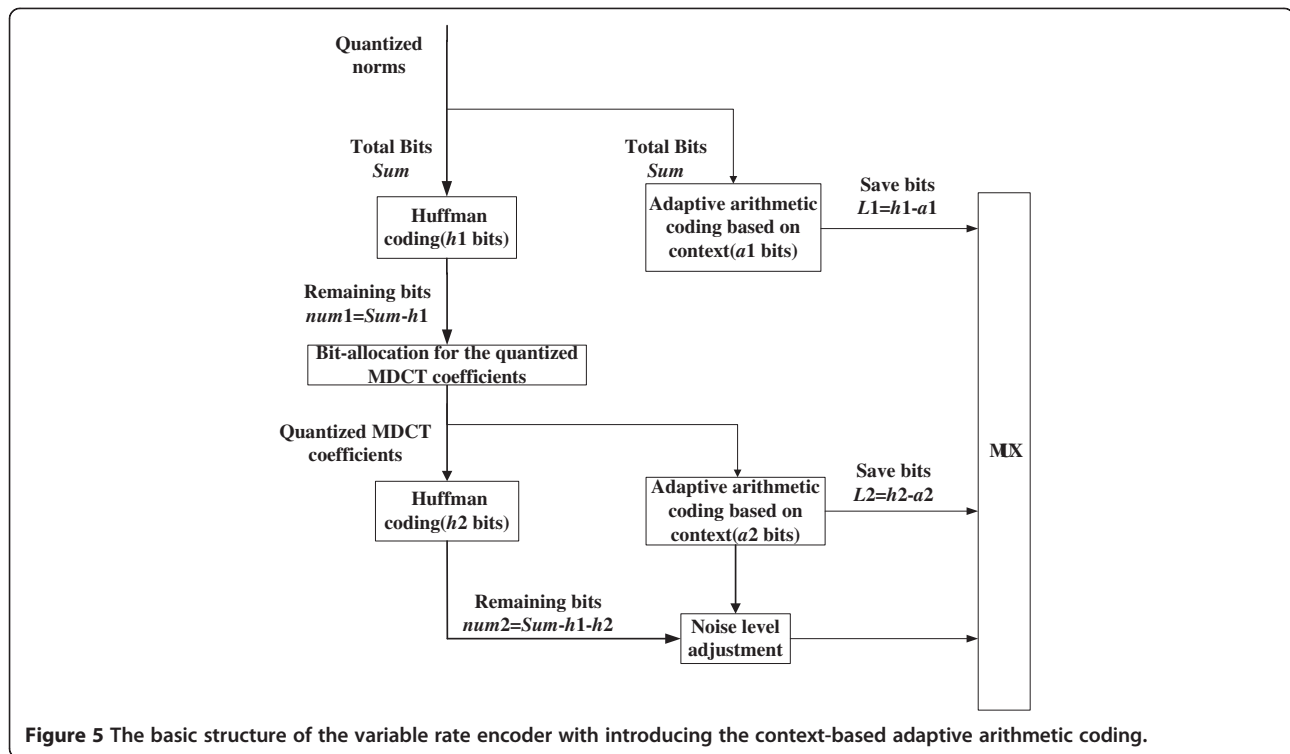 Quantized
norms
Total Bits
Sum
Total Bits
Sum
Huffman
coding(h1 bits)
Adaptive arithmetic
coding based on
context(a1 bits)
Save bits
L1=h1-a1
Remaining bits
num1=Sum-h1
Bit-allocation for the quantized
MDCT coefficients
Quantized MDCT
coefficients
Huffman
coding(h2 bits)
Adaptive arithmetic
coding based on
context(a2 bits)
Save bits
L2=h2-a2
MUX
Remaining bits
num2=Sum-h1-h2
Noise level
adjustment
Figure 5 The basic structure of the variable rate encoder with introducing the context-based adaptive arithmetic coding.